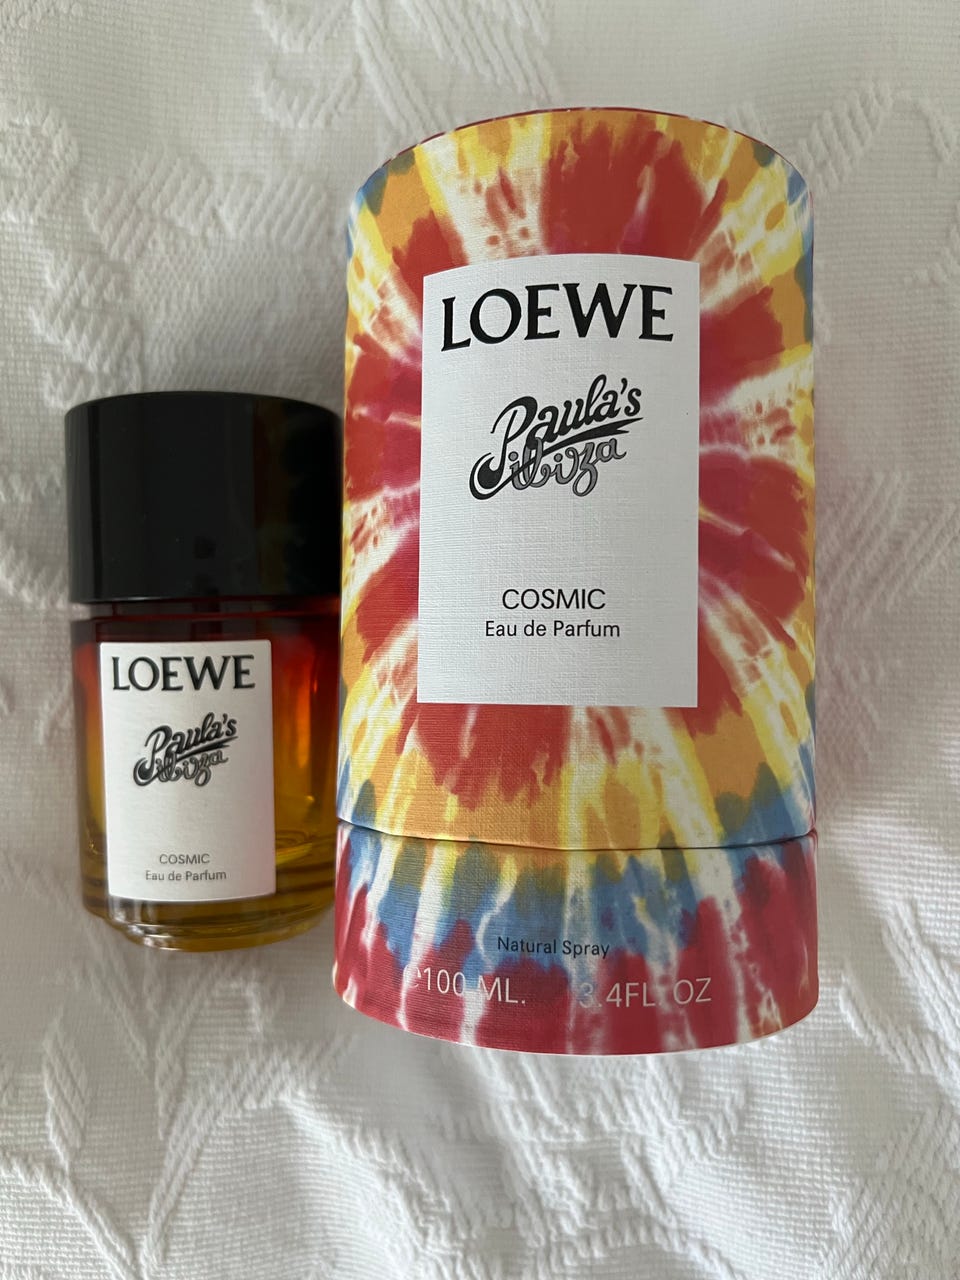 LOEWE
Paula's
ibiza
COSMIC
Eau de Parfum
LOEWE
Paula's
ibiza
COSMIC
Eau de Parfum
Natural Spray
℮100 ML. 3.4FL. OZ